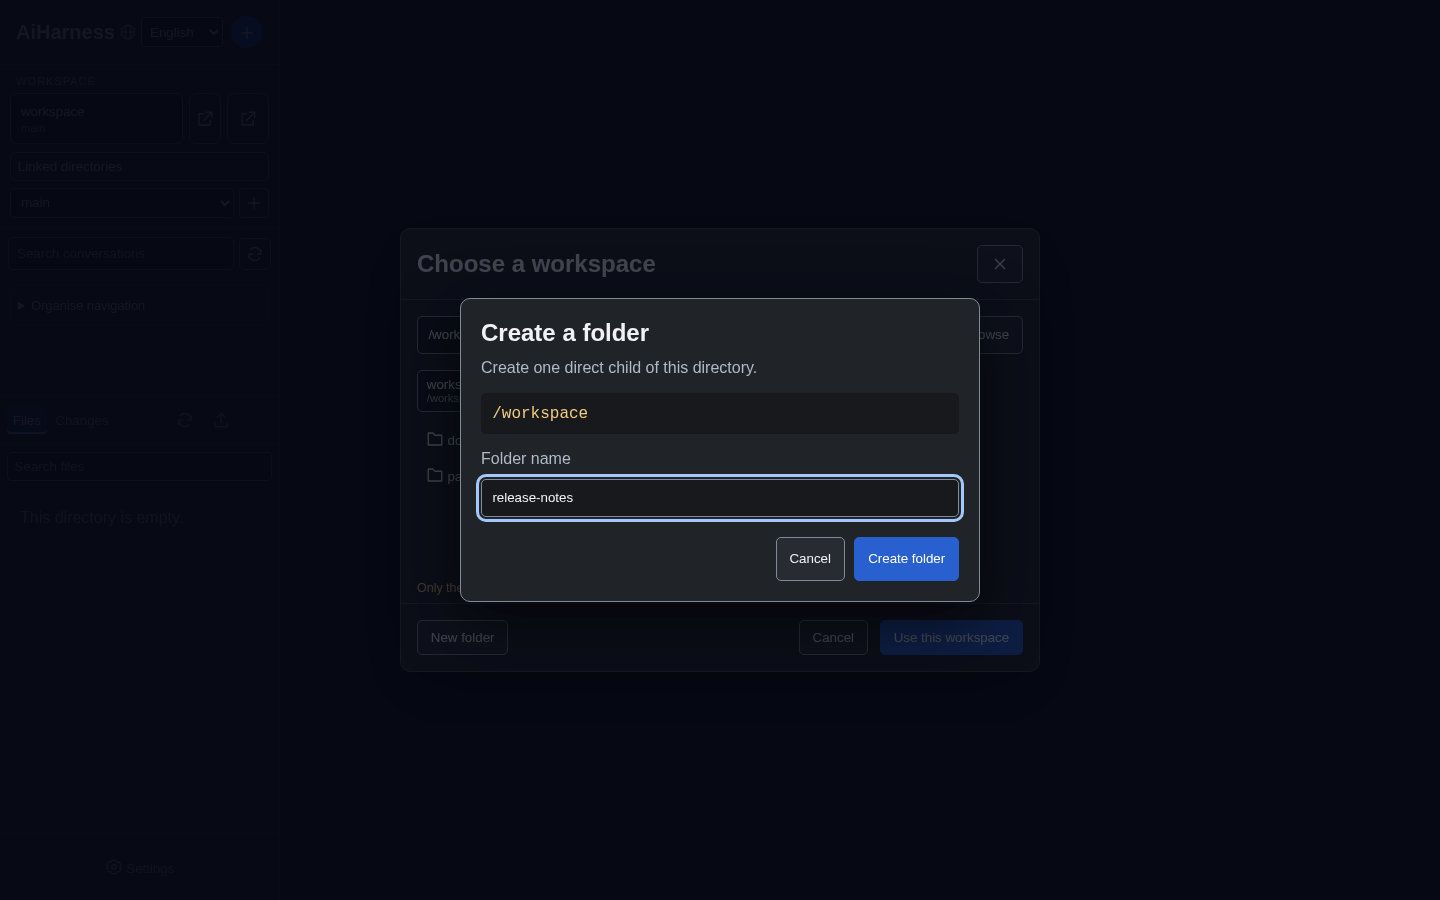 AiHarness
English
WORKSPACE
workspace
main
Linked directories
main
Search conversations
Organise navigation
Files
Changes
Search files
This directory is empty.
Settings
Choose a workspace
Create a folder
Create one direct child of this directory.
/workspace
Folder name
release-notes
Cancel
Create folder
Only the
New folder
Cancel
Use this workspace